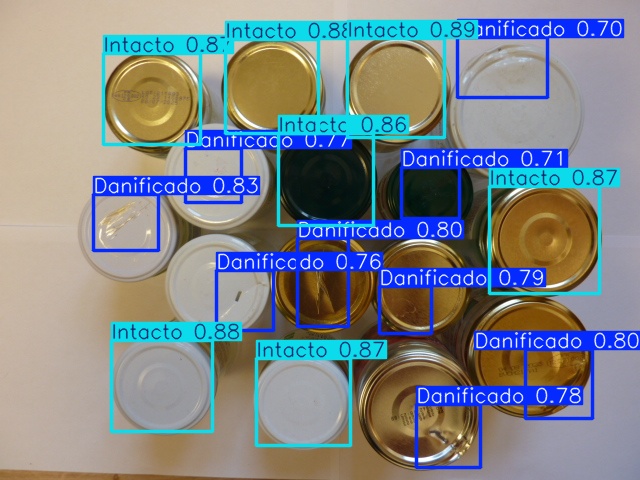 Intacto 0.87
Intacto 0.88
Intacto 0.89
Danificado 0.70
Danificado 0.77
Intacto 0.86
Danificado 0.71
Danificado 0.83
Intacto 0.87
Danificado 0.80
Danificado 0.76
Danificado 0.79
Intacto 0.88
Intacto 0.87
Danificado 0.80
Danificado 0.78